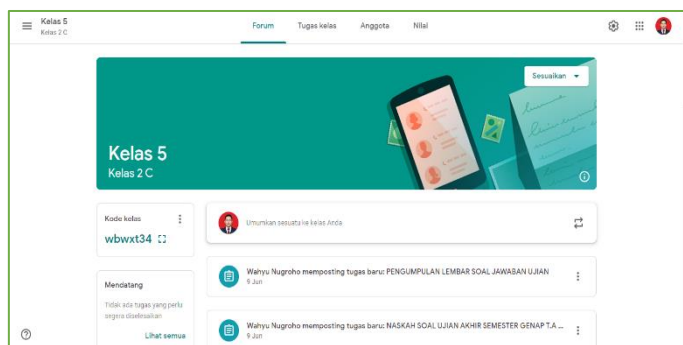 Kelas 5
Kelas 2 C
Forum
Tugas kelas
Anggota
Nilai
Sesuaikan
Kelas 5
Kelas 2 C
Kode kelas
wbwxt34
Umumkan sesuatu ke kelas Anda
Mendatang
Tidak ada tugas yang perlu
segera diselesaikan
Lihat semua
Wahyu Nugroho memposting tugas baru: PENGUMPULAN LEMBAR SOAL JAWABAN UJIAN
9 Jun
Wahyu Nugroho memposting tugas baru: NASKAH SOAL UJIAN AKHIR SEMESTER GENAP T.A ...
9 Jun